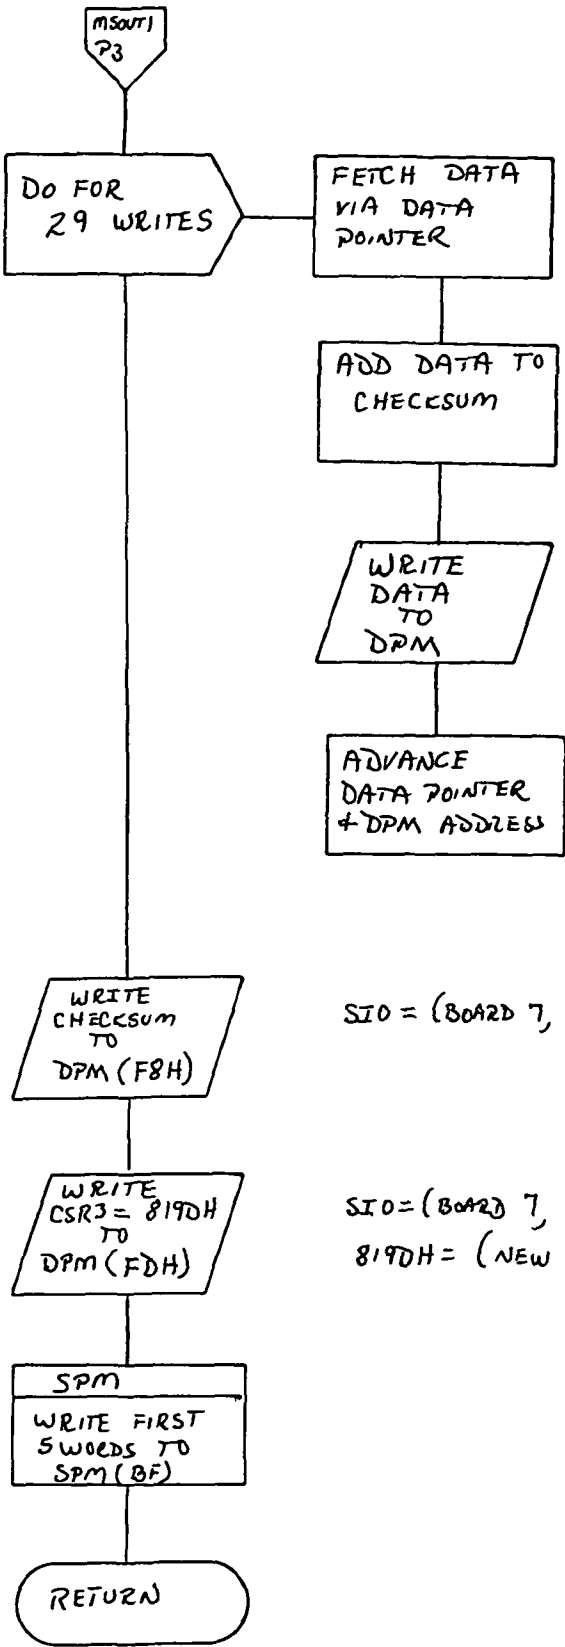 MSOUT1
P3
DO FOR
29 WRITES
FETCH DATA
VIA DATA
POINTER
ADD DATA TO
CHECKSUM
WRITE
DATA
TO
DPM
ADVANCE
DATA POINTER
+ DPM ADDRESS
WRITE
CHECKSUM
TO
DPM (F8H)
SIO = (BOARD 7,
WRITE
CSR3 = 819DH
TO
DPM (FDH)
SIO = (BOARD 7,
819DH = (NEW
SPM
WRITE FIRST
5 WORDS TO
SPM (BF)
RETURN